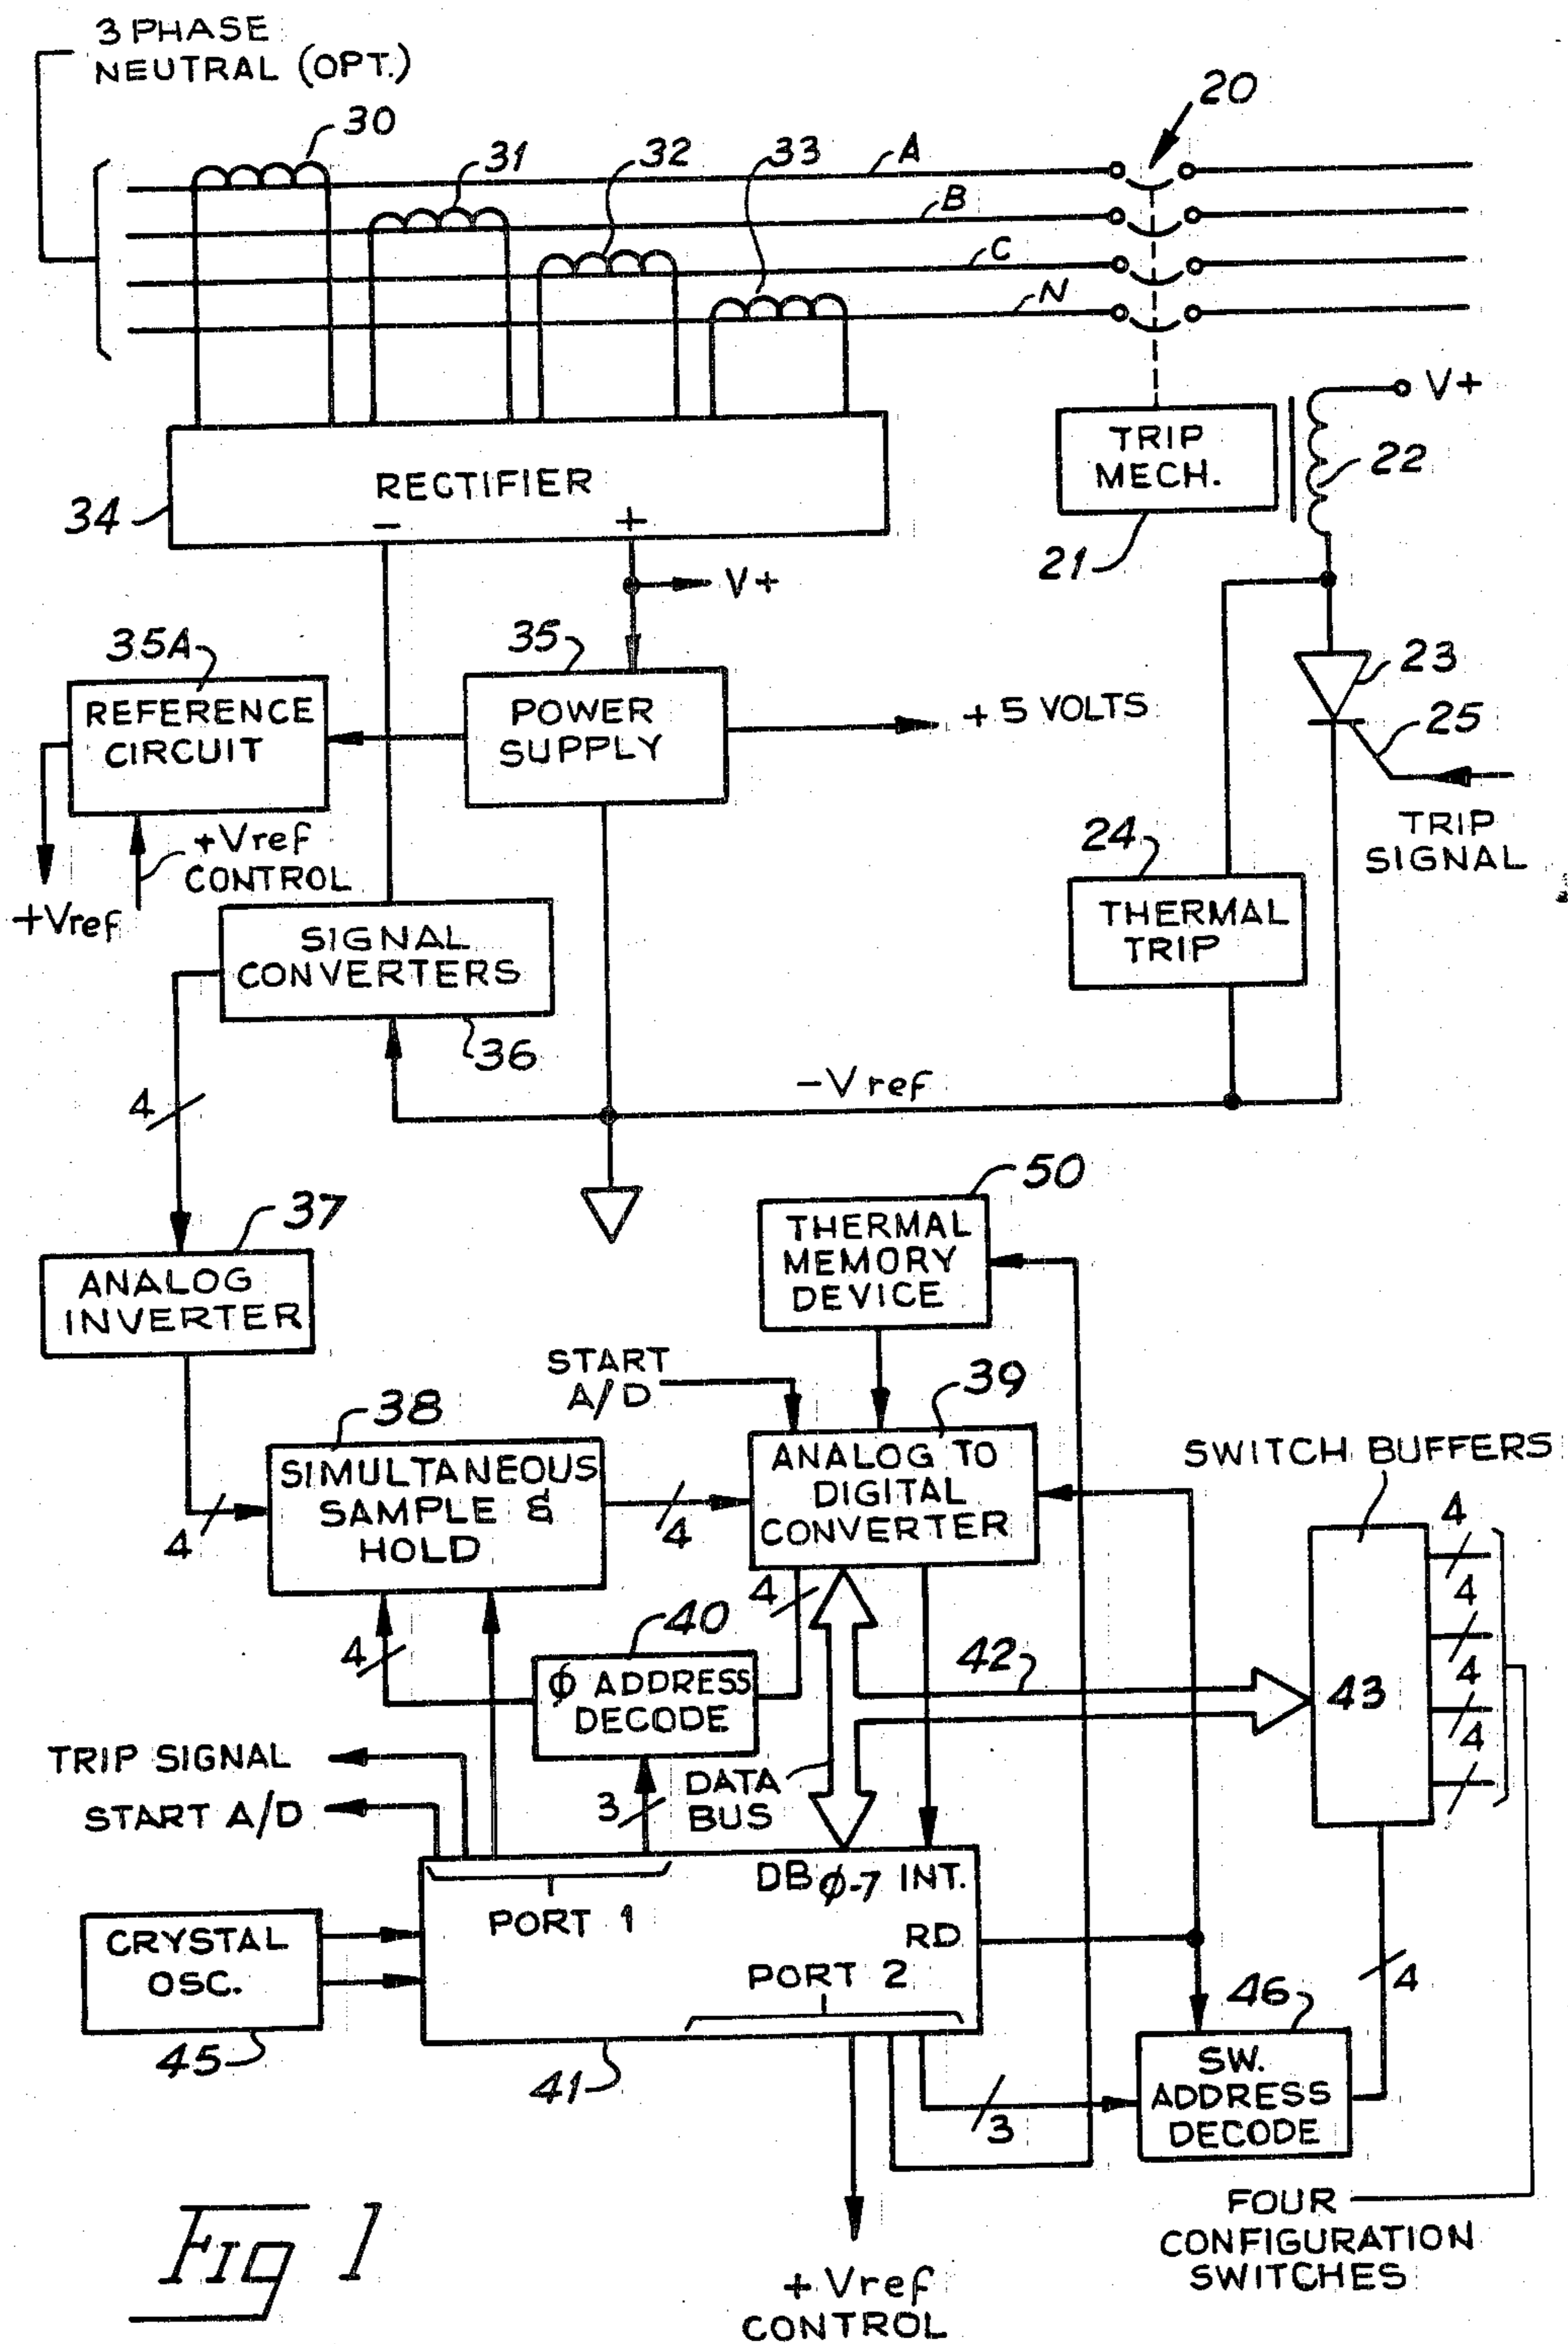 3 PHASE
NEUTRAL (OPT.)
20
30
31
32
33
A
B
C
N
V+
TRIP
MECH.
22
21
RECTIFIER
34
-
+
V+
35A
35
23
REFERENCE
CIRCUIT
POWER
SUPPLY
+ 5 VOLTS
25
TRIP
SIGNAL
+Vref
CONTROL
+Vref
24
THERMAL
TRIP
SIGNAL
CONVERTERS
36
-Vref
4
50
37
THERMAL
MEMORY
DEVICE
ANALOG
INVERTER
START
A/D
39
38
SWITCH BUFFERS
SIMULTANEOUS
SAMPLE &
HOLD
ANALOG TO
DIGITAL
CONVERTER
4
4
4
4
4
4
4
4
40
42
43
φ ADDRESS
DECODE
TRIP SIGNAL
START A/D
3
DATA
BUS
DBφ-7 INT.
PORT 1
RD
CRYSTAL
OSC.
PORT 2
4
46
45
41
SW.
ADDRESS
DECODE
3
FOUR
CONFIGURATION
SWITCHES
Fig 1
+ Vref
CONTROL